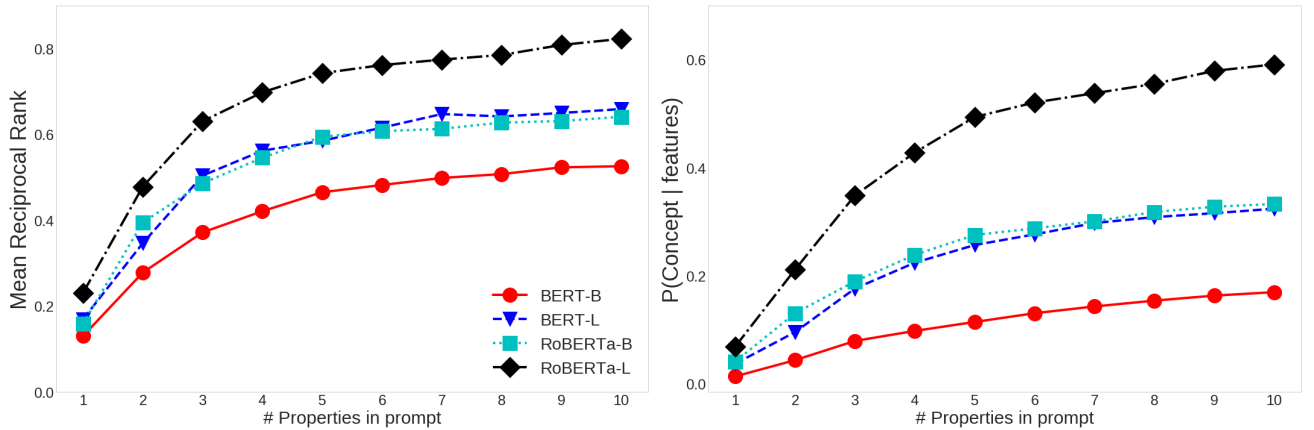 Mean Reciprocal Rank
0.8
0.6
0.4
0.2
0.0
1 2 3 4 5 6 7 8 9 10
# Properties in prompt
BERT-B
BERT-L
RoBERTa-B
RoBERTa-L
P(Concept | features)
0.6
0.4
0.2
0.0
1 2 3 4 5 6 7 8 9 10
# Properties in prompt